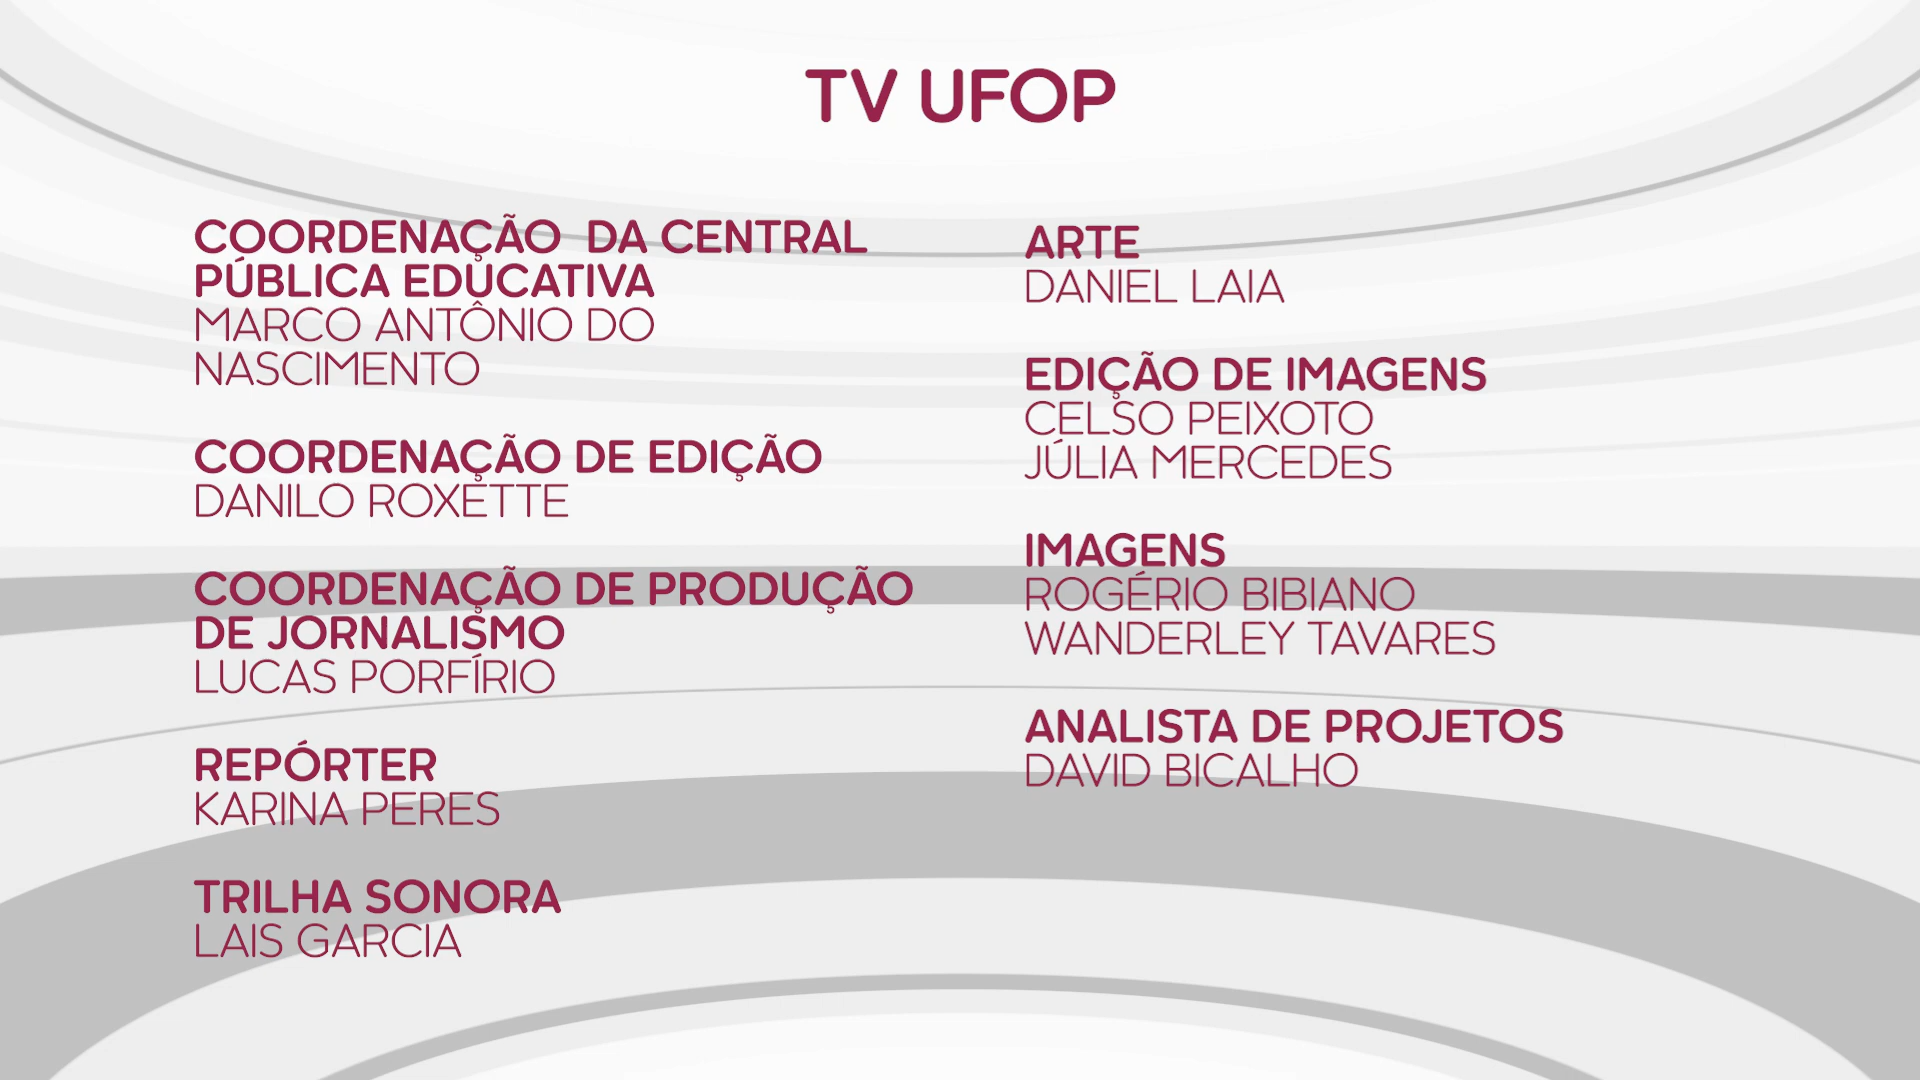 TV UFOP
COORDENAÇÃO DA CENTRAL
PÚBLICA EDUCATIVA
MARCO ANTÔNIO DO
NASCIMENTO
COORDENAÇÃO DE EDIÇÃO
DANILO ROXETTE
COORDENAÇÃO DE PRODUÇÃO
DE JORNALISMO
LUCAS PORFÍRIO
REPÓRTER
KARINA PERES
TRILHA SONORA
LAIS GARCIA
ARTE
DANIEL LAIA
EDIÇÃO DE IMAGENS
CELSO PEIXOTO
JÚLIA MERCEDES
IMAGENS
ROGÉRIO BIBIANO
WANDERLEY TAVARES
ANALISTA DE PROJETOS
DAVID BICALHO